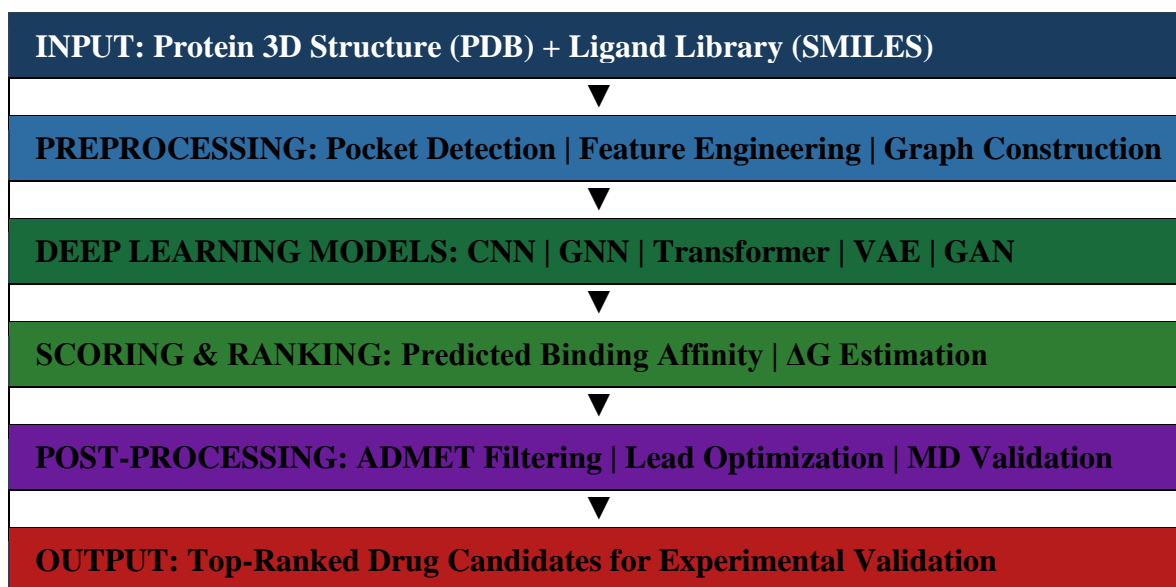 INPUT: Protein 3D Structure (PDB) + Ligand Library (SMILES)
▼
PREPROCESSING: Pocket Detection | Feature Engineering | Graph Construction
▼
DEEP LEARNING MODELS: CNN | GNN | Transformer | VAE | GAN
▼
SCORING & RANKING: Predicted Binding Affinity | ΔG Estimation
▼
POST-PROCESSING: ADMET Filtering | Lead Optimization | MD Validation
▼
OUTPUT: Top-Ranked Drug Candidates for Experimental Validation